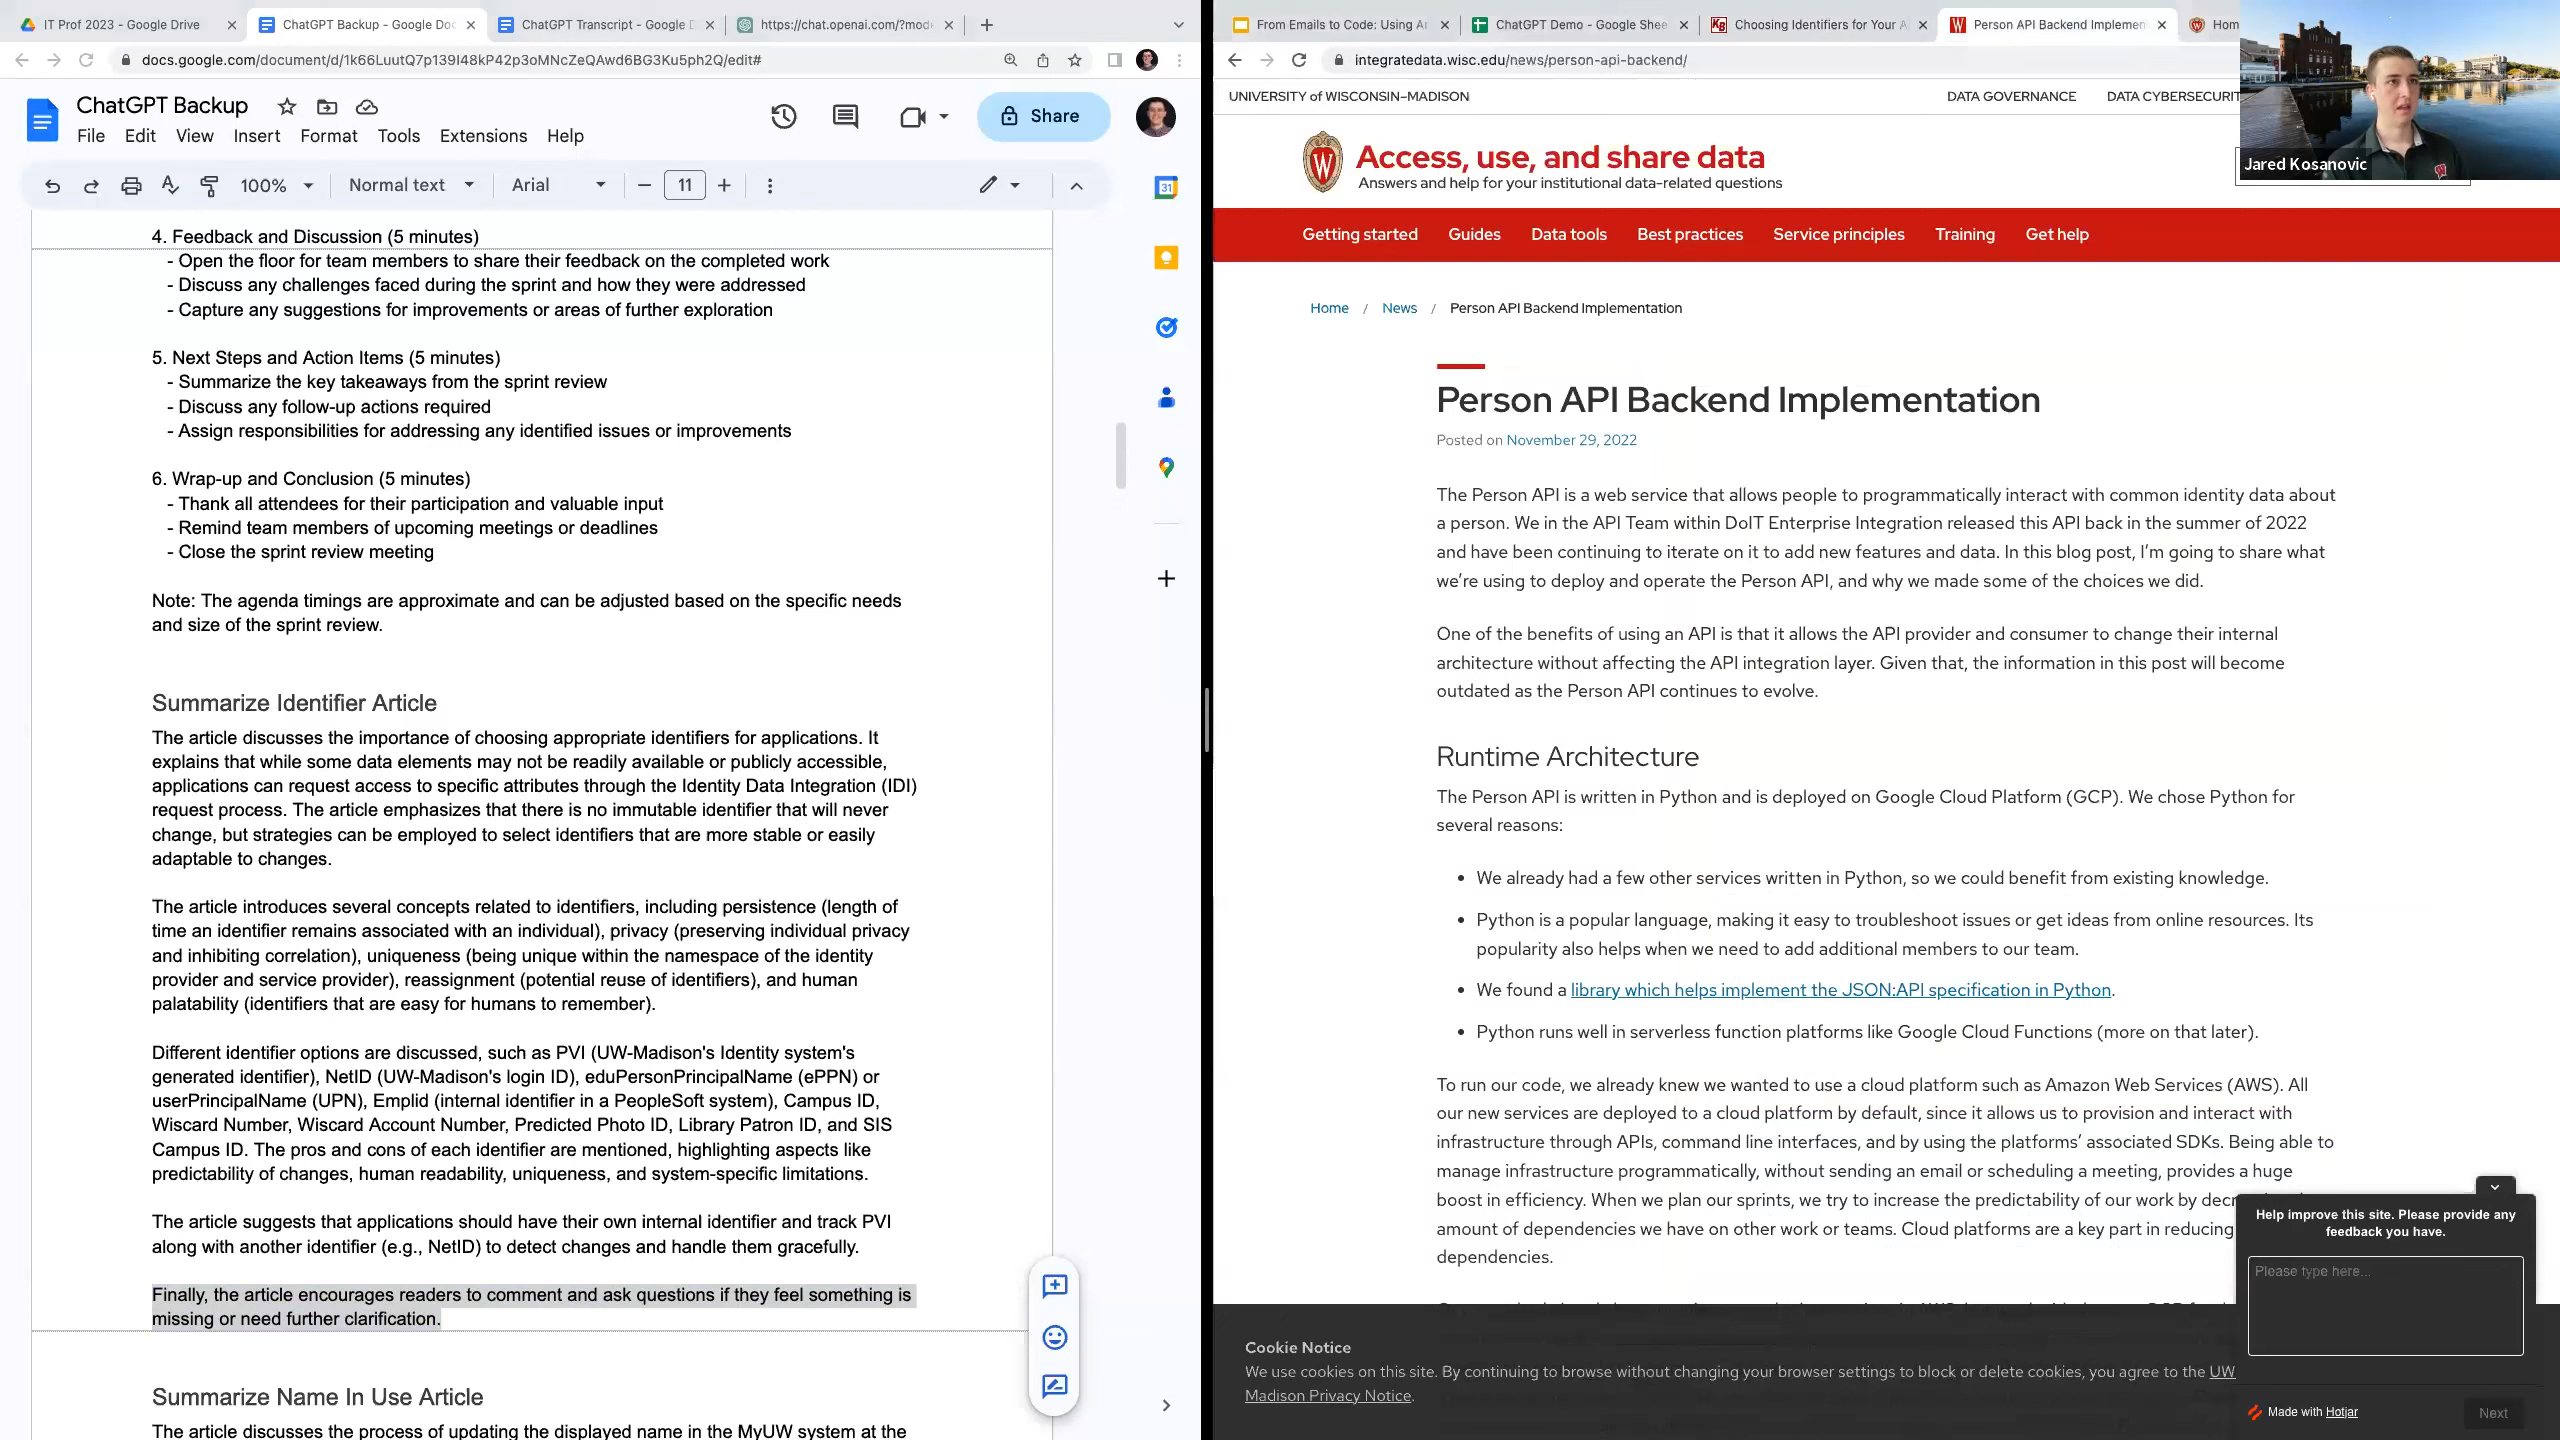 IT Prof 2023 - Google Drive
ChatGPT Backup - Google Doc
ChatGPT Transcript - Google D
https://chat.openai.com/?mod
docs.google.com/document/d/1k66LuutQ7p139I48kP42p3oMNcZeQAwd6BG3Ku5ph2Q/edit#
ChatGPT Backup
Share
File Edit View Insert Format Tools Extensions Help
100% Normal text Arial 11
31
4. Feedback and Discussion (5 minutes)
- Open the floor for team members to share their feedback on the completed work
- Discuss any challenges faced during the sprint and how they were addressed
- Capture any suggestions for improvements or areas of further exploration
5. Next Steps and Action Items (5 minutes)
- Summarize the key takeaways from the sprint review
- Discuss any follow-up actions required
- Assign responsibilities for addressing any identified issues or improvements
6. Wrap-up and Conclusion (5 minutes)
- Thank all attendees for their participation and valuable input
- Remind team members of upcoming meetings or deadlines
- Close the sprint review meeting
Note: The agenda timings are approximate and can be adjusted based on the specific needs
and size of the sprint review.
Summarize Identifier Article
The article discusses the importance of choosing appropriate identifiers for applications. It
explains that while some data elements may not be readily available or publicly accessible,
applications can request access to specific attributes through the Identity Data Integration (IDI)
request process. The article emphasizes that there is no immutable identifier that will never
change, but strategies can be employed to select identifiers that are more stable or easily
adaptable to changes.
The article introduces several concepts related to identifiers, including persistence (length of
time an identifier remains associated with an individual), privacy (preserving individual privacy
and inhibiting correlation), uniqueness (being unique within the namespace of the identity
provider and service provider), reassignment (potential reuse of identifiers), and human
palatability (identifiers that are easy for humans to remember).
Different identifier options are discussed, such as PVI (UW-Madison's Identity system's
generated identifier), NetID (UW-Madison's login ID), eduPersonPrincipalName (ePPN) or
userPrincipalName (UPN), Emplid (internal identifier in a PeopleSoft system), Campus ID,
Wiscard Number, Wiscard Account Number, Predicted Photo ID, Library Patron ID, and SIS
Campus ID. The pros and cons of each identifier are mentioned, highlighting aspects like
predictability of changes, human readability, uniqueness, and system-specific limitations.
The article suggests that applications should have their own internal identifier and track PVI
along with another identifier (e.g., NetID) to detect changes and handle them gracefully.
Finally, the article encourages readers to comment and ask questions if they feel something is
missing or need further clarification.
Summarize Name In Use Article
The article discusses the process of updating the displayed name in the MyUW system at the
From Emails to Code: Using A
ChatGPT Demo - Google Shee
Choosing Identifiers for Your A
Person API Backend Implemen
Hom
integratedata.wisc.edu/news/person-api-backend/
UNIVERSITY of WISCONSIN–MADISON
DATA GOVERNANCE DATA CYBERSECURIT
Jared Kosanovic
Access, use, and share data
Answers and help for your institutional data-related questions
Getting started Guides Data tools Best practices Service principles Training Get help
Home / News / Person API Backend Implementation
Person API Backend Implementation
Posted on November 29, 2022
The Person API is a web service that allows people to programmatically interact with common identity data about
a person. We in the API Team within DoIT Enterprise Integration released this API back in the summer of 2022
and have been continuing to iterate on it to add new features and data. In this blog post, I’m going to share what
we’re using to deploy and operate the Person API, and why we made some of the choices we did.
One of the benefits of using an API is that it allows the API provider and consumer to change their internal
architecture without affecting the API integration layer. Given that, the information in this post will become
outdated as the Person API continues to evolve.
Runtime Architecture
The Person API is written in Python and is deployed on Google Cloud Platform (GCP). We chose Python for
several reasons:
• We already had a few other services written in Python, so we could benefit from existing knowledge.
• Python is a popular language, making it easy to troubleshoot issues or get ideas from online resources. Its
popularity also helps when we need to add additional members to our team.
• We found a library which helps implement the JSON:API specification in Python.
• Python runs well in serverless function platforms like Google Cloud Functions (more on that later).
To run our code, we already knew we wanted to use a cloud platform such as Amazon Web Services (AWS). All
our new services are deployed to a cloud platform by default, since it allows us to provision and interact with
infrastructure through APIs, command line interfaces, and by using the platforms’ associated SDKs. Being able to
manage infrastructure programmatically, without sending an email or scheduling a meeting, provides a huge
boost in efficiency. When we plan our sprints, we try to increase the predictability of our work by decr
amount of dependencies we have on other work or teams. Cloud platforms are a key part in reducing
dependencies.
Help improve this site. Please provide any
feedback you have.
Please type here...
Made with Hotjar
Next
Cookie Notice
We use cookies on this site. By continuing to browse without changing your browser settings to block or delete cookies, you agree to the UW
Madison Privacy Notice.